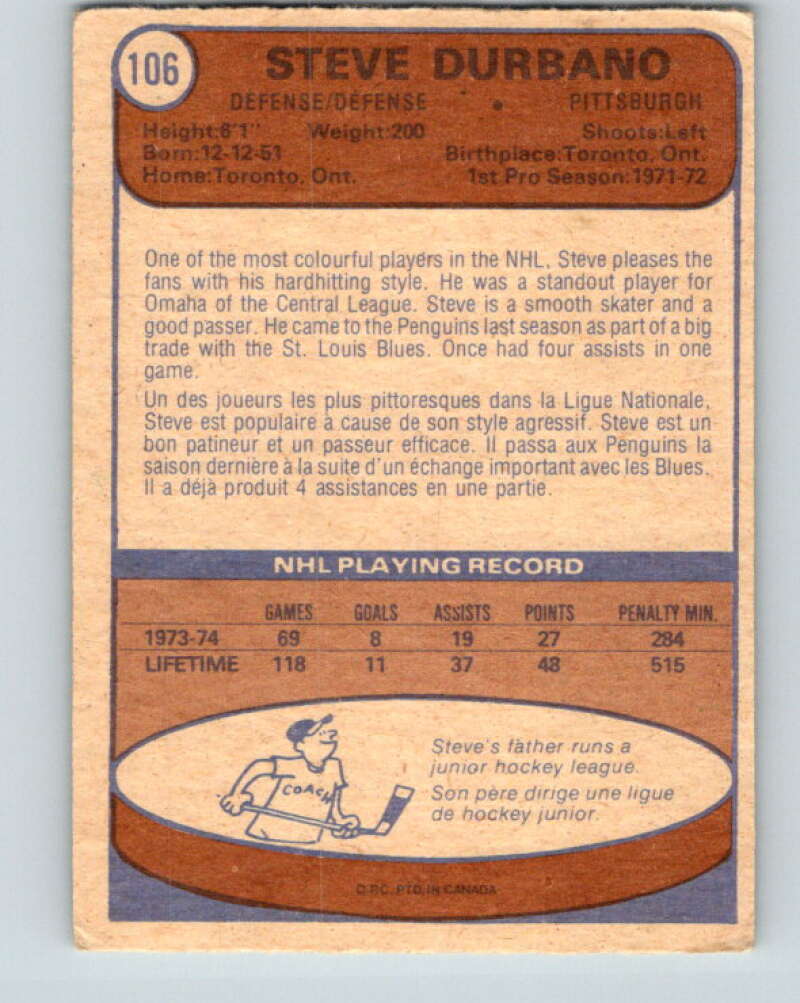 106
STEVE DURBANO
DEFENSE/DÉFENSE • PITTSBURGH
Height:6'1" Weight:200 Shoots:Left
Born:12-12-51 Birthplace:Toronto, Ont.
Home:Toronto, Ont. 1st Pro Season:1971-72
One of the most colourful players in the NHL, Steve pleases the
fans with his hardhitting style. He was a standout player for
Omaha of the Central League. Steve is a smooth skater and a
good passer. He came to the Penguins last season as part of a big
trade with the St. Louis Blues. Once had four assists in one
game.
Un des joueurs les plus pittoresques dans la Ligue Nationale,
Steve est populaire à cause de son style agressif. Steve est un
bon patineur et un passeur efficace. Il passa aux Penguins la
saison dernière à la suite d'un échange important avec les Blues.
Il a déjà produit 4 assistances en une partie.
NHL PLAYING RECORD
GAMES GOALS ASSISTS POINTS PENALTY MIN.
1973-74 69 8 19 27 284
LIFETIME 118 11 37 48 515
Steve's father runs a
junior hockey league.
Son père dirige une ligue
de hockey junior.
COACH
O.P.C. PTD. IN CANADA